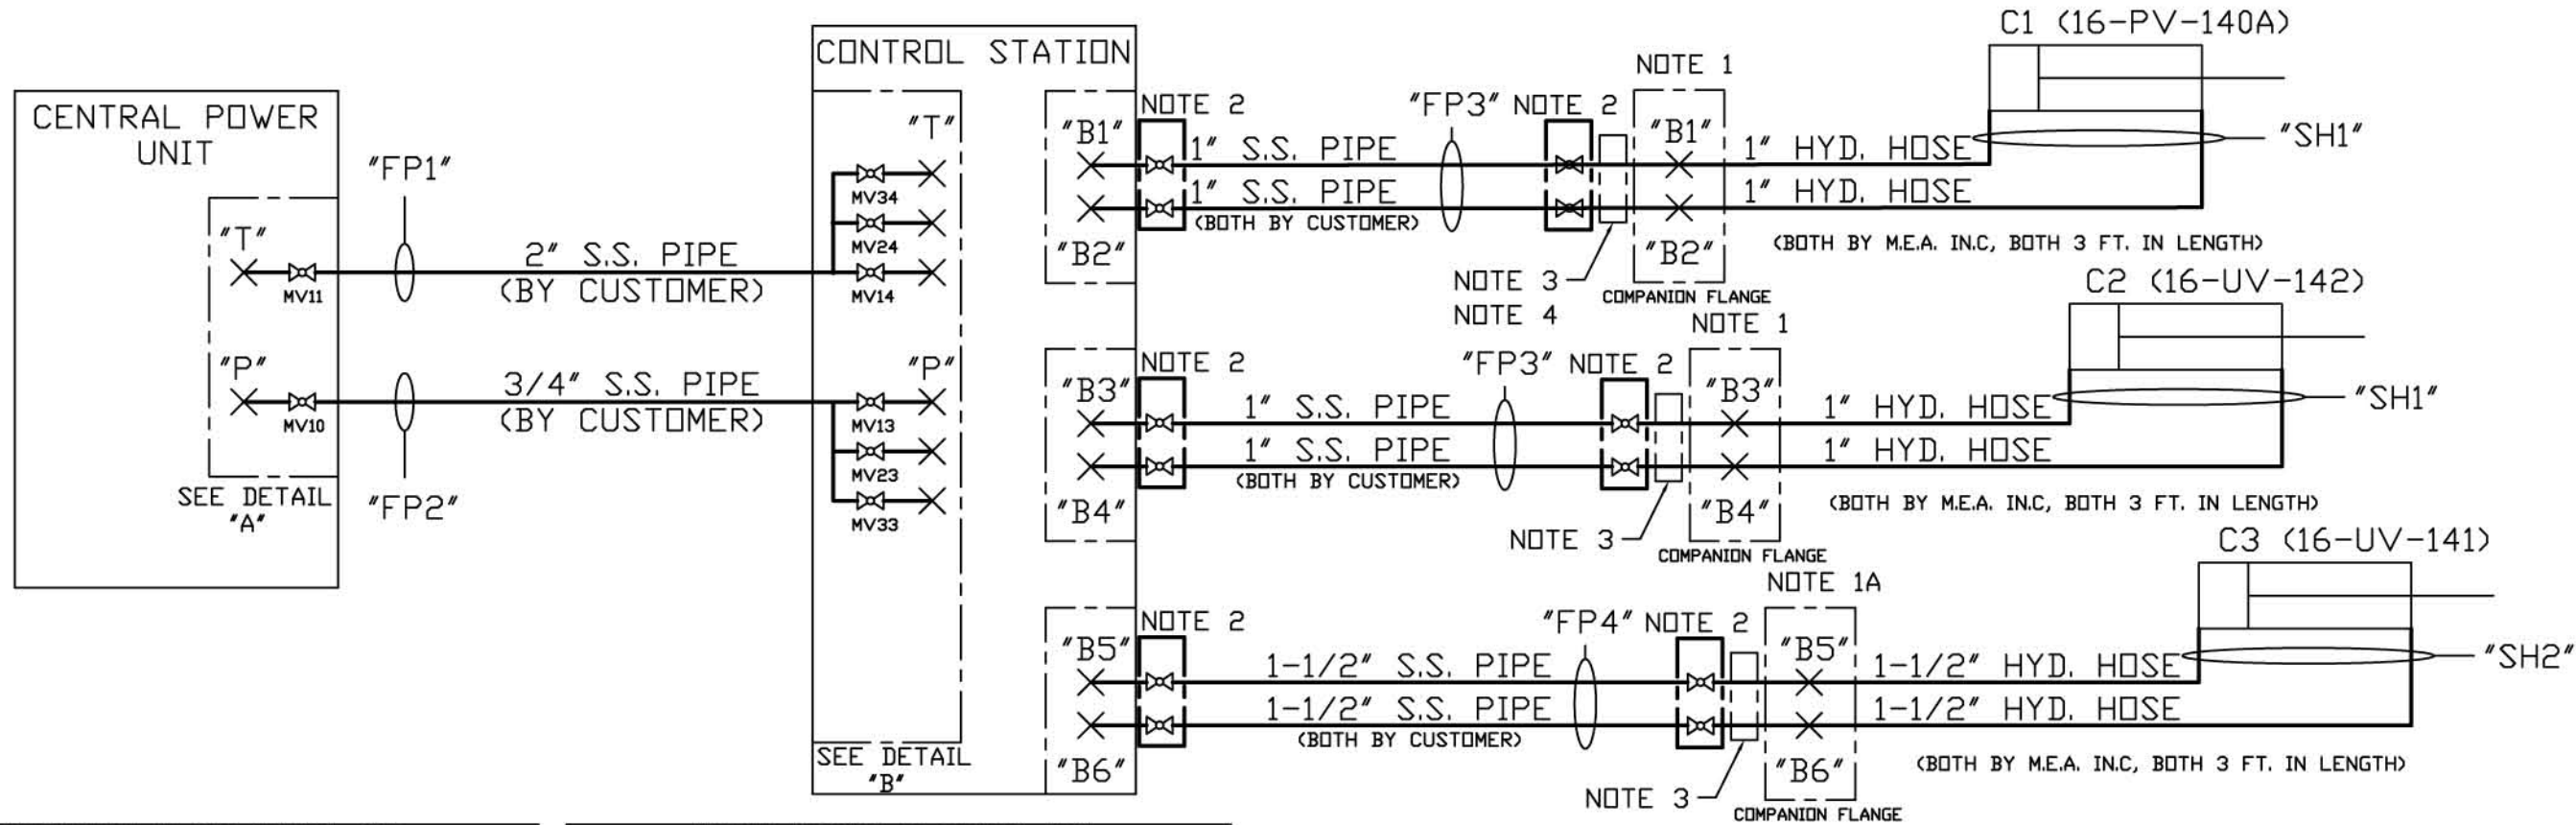 CENTRAL POWER
UNIT
"T"
MV11
"P"
MV10
SEE DETAIL
"A"
"FP1"
2" S.S. PIPE
(BY CUSTOMER)
3/4" S.S. PIPE
(BY CUSTOMER)
"FP2"
CONTROL STATION
"T"
MV34
MV24
MV14
"P"
MV13
MV23
MV33
SEE DETAIL
"B"
"B1"
"B2"
NOTE 2
1" S.S. PIPE
1" S.S. PIPE
(BOTH BY CUSTOMER)
"FP3"
NOTE 2
NOTE 3
NOTE 4
NOTE 1
"B1"
"B2"
COMPANION FLANGE
1" HYD. HOSE
1" HYD. HOSE
(BOTH BY M.E.A. IN.C, BOTH 3 FT. IN LENGTH)
C1 (16-PV-140A)
"SH1"
"B3"
"B4"
NOTE 2
1" S.S. PIPE
1" S.S. PIPE
(BOTH BY CUSTOMER)
"FP3"
NOTE 2
NOTE 3
NOTE 1
"B3"
"B4"
COMPANION FLANGE
1" HYD. HOSE
1" HYD. HOSE
(BOTH BY M.E.A. IN.C, BOTH 3 FT. IN LENGTH)
C2 (16-UV-142)
"SH1"
"B5"
"B6"
NOTE 2
1-1/2" S.S. PIPE
1-1/2" S.S. PIPE
(BOTH BY CUSTOMER)
"FP4"
NOTE 2
NOTE 3
NOTE 1A
"B5"
"B6"
COMPANION FLANGE
1-1/2" HYD. HOSE
1-1/2" HYD. HOSE
(BOTH BY M.E.A. IN.C, BOTH 3 FT. IN LENGTH)
C3 (16-UV-141)
"SH2"